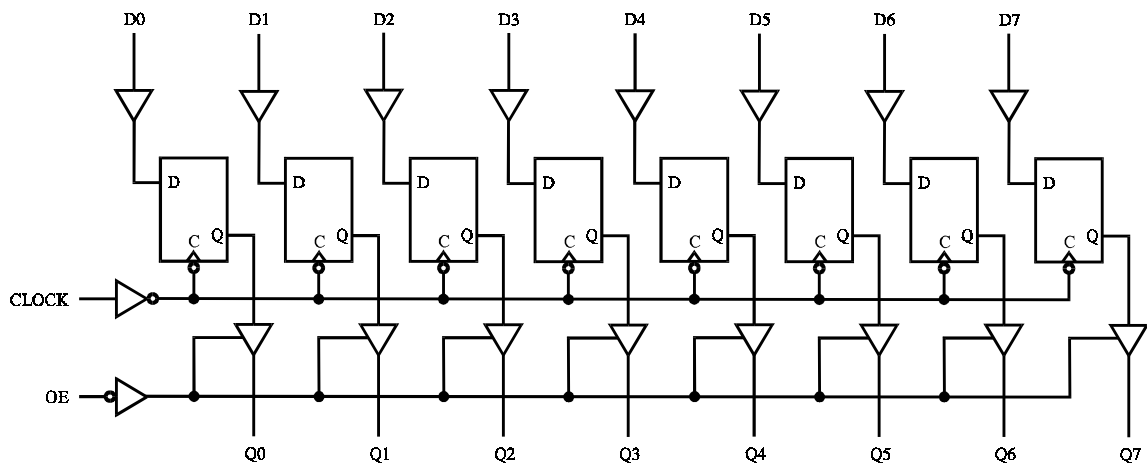 D0 D1 D2 D3 D4 D5 D6 D7
D D D D D D D D
Q Q Q Q Q Q Q Q
C C C C C C C C
CLOCK
OE
Q0 Q1 Q2 Q3 Q4 Q5 Q6 Q7